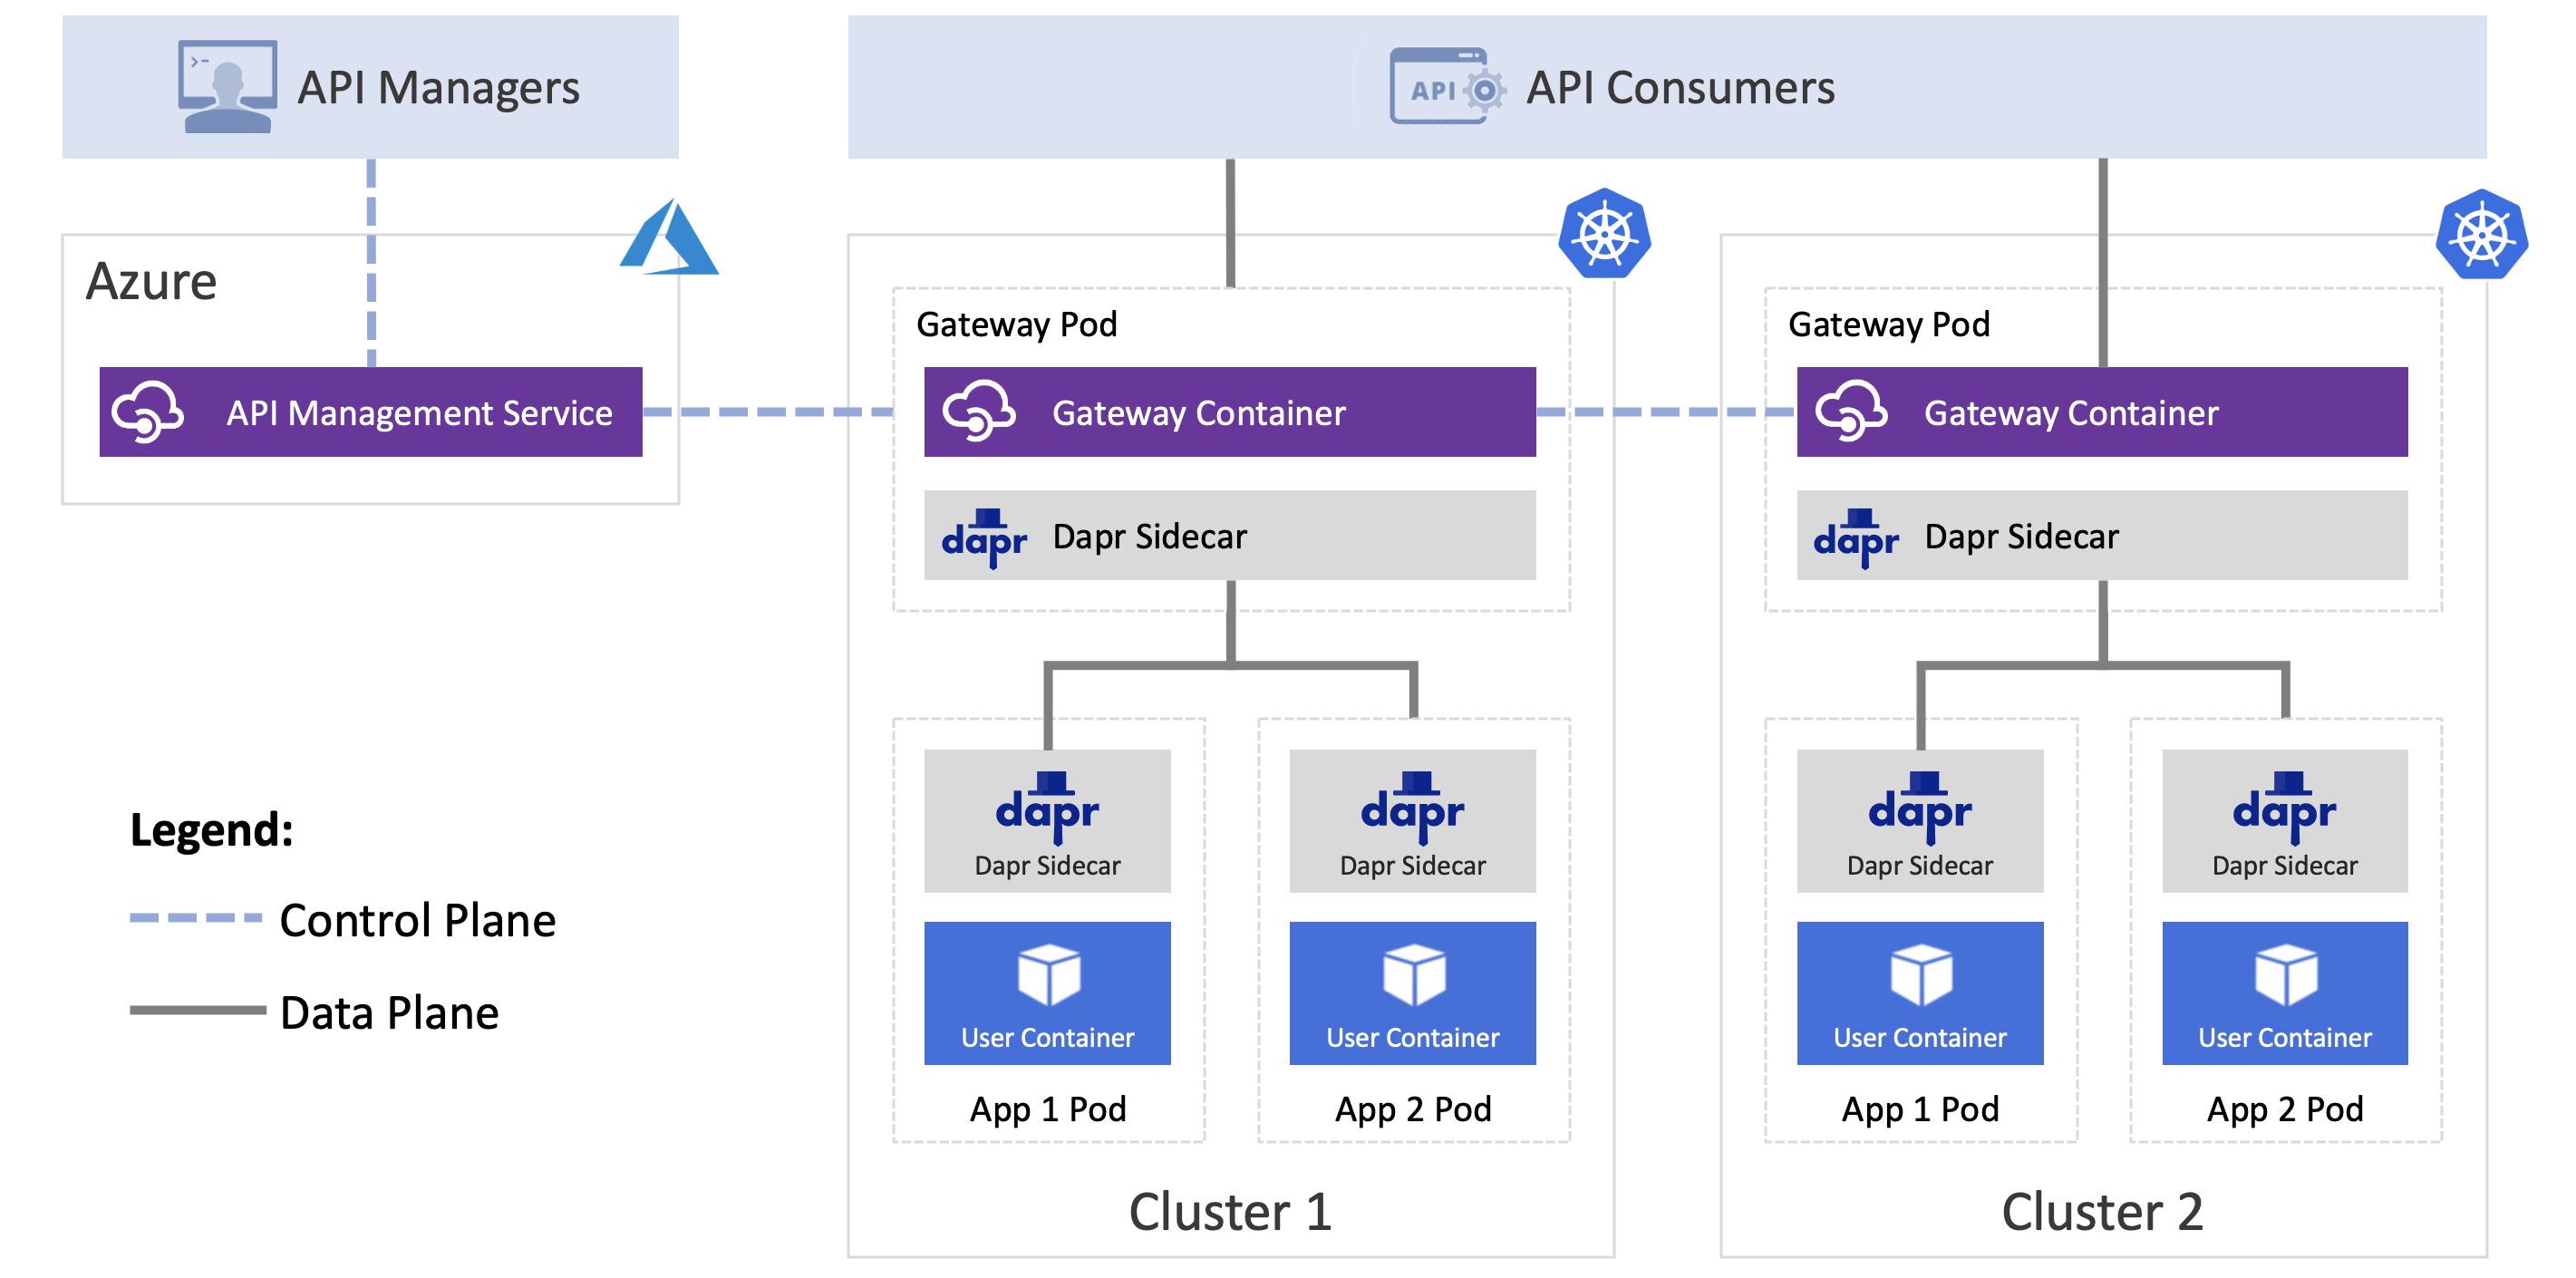 >-
API Managers
API
API Consumers
Azure
API Management Service
Gateway Pod
Gateway Container
dapr
Dapr Sidecar
dapr
Dapr Sidecar
User Container
App 1 Pod
dapr
Dapr Sidecar
User Container
App 2 Pod
Cluster 1
Gateway Pod
Gateway Container
dapr
Dapr Sidecar
dapr
Dapr Sidecar
User Container
App 1 Pod
dapr
Dapr Sidecar
User Container
App 2 Pod
Cluster 2
Legend:
Control Plane
Data Plane